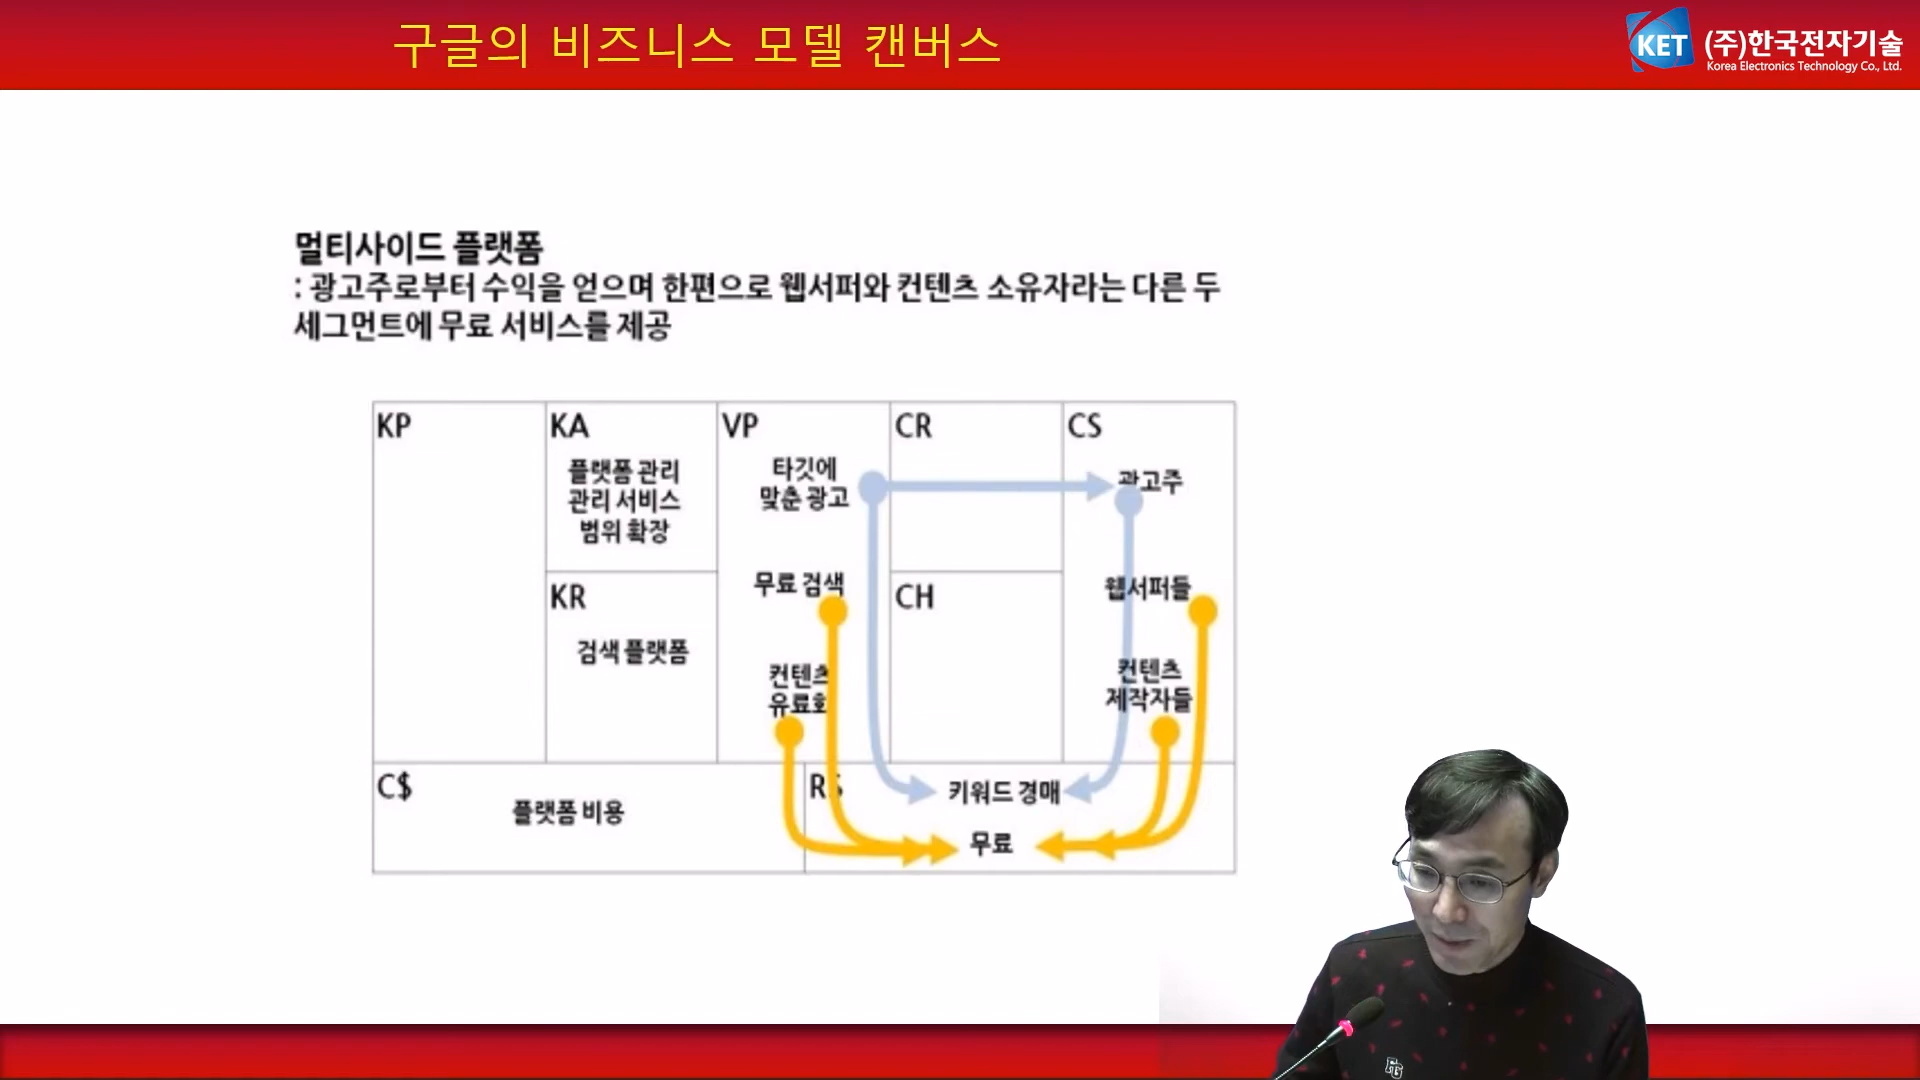 구글의 비즈니스 모델 캔버스
KET
(주)한국전자기술
Korea Electronics Technology Co., Ltd.
멀티사이드 플랫폼
: 광고주로부터 수익을 얻으며 한편으로 웹서퍼와 컨텐츠 소유자라는 다른 두
세그먼트에 무료 서비스를 제공
KP
KA
플랫폼 관리
관리 서비스
범위 확장
KR
검색 플랫폼
VP
타깃에
맞춘 광고
무료 검색
컨텐츠
유료화
CR
CH
CS
광고주
웹서퍼들
컨텐츠
제작자들
C$
플랫폼 비용
R$
키워드 경매
무료